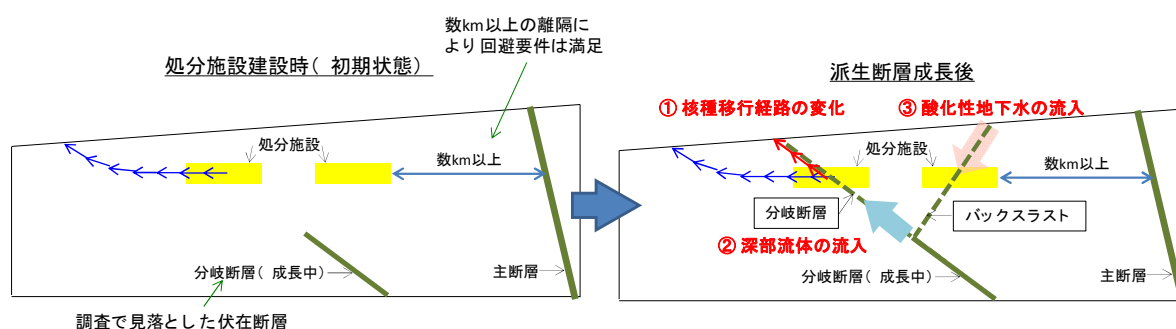 数km以上の離隔に
より回避要件は満足
処分施設建設時(初期状態)
処分施設
数km以上
分岐断層(成長中)
主断層
調査で見落とした伏在断層
派生断層成長後
① 核種移行経路の変化
③ 酸化性地下水の流入
処分施設
数km以上
分岐断層
バックスラスト
② 深部流体の流入
分岐断層(成長中)
主断層